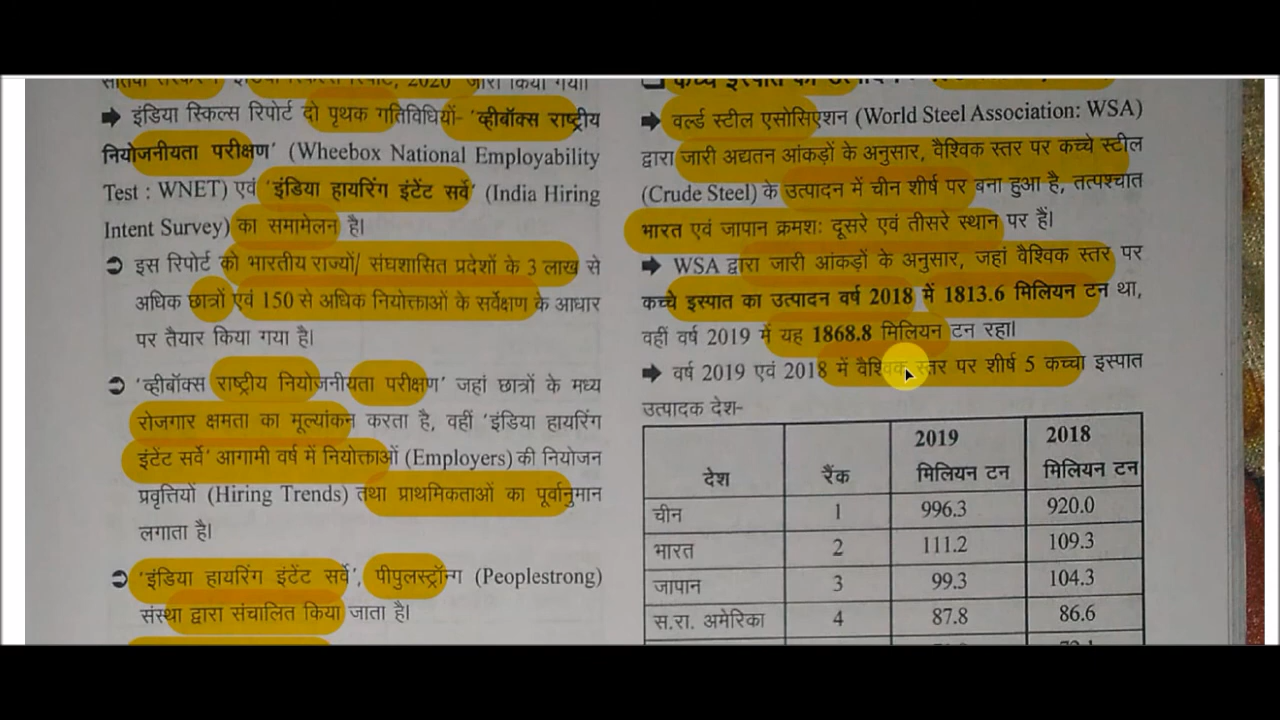 2020 जारी किया गया।
➡ इंडिया स्किल्स रिपोर्ट दो पृथक गतिविधियों- 'व्हीबॉक्स राष्ट्रीय
नियोजनीयता परीक्षण' (Wheebox National Employability
Test : WNET) एवं 'इंडिया हायरिंग इंटेंट सर्वे' (India Hiring
Intent Survey) का समामेलन है।
➲ इस रिपोर्ट को भारतीय राज्यों/ संघशासित प्रदेशों के 3 लाख से
अधिक छात्रों एवं 150 से अधिक नियोक्ताओं के सर्वेक्षण के आधार
पर तैयार किया गया है।
➲ 'व्हीबॉक्स राष्ट्रीय नियोजनीयता परीक्षण' जहां छात्रों के मध्य
रोजगार क्षमता का मूल्यांकन करता है, वहीं 'इंडिया हायरिंग
इंटेंट सर्वे' आगामी वर्ष में नियोक्ताओं (Employers) की नियोजन
प्रवृत्तियों (Hiring Trends) तथा प्राथमिकताओं का पूर्वानुमान
लगाता है।
➲ 'इंडिया हायरिंग इंटेंट सर्वे', पीपुलस्ट्रॉन्ग (Peoplestrong)
संस्था द्वारा संचालित किया जाता है।
❑ कच्चे इस्पात का
➡ वर्ल्ड स्टील एसोसिएशन (World Steel Association: WSA)
द्वारा जारी अद्यतन आंकड़ों के अनुसार, वैश्विक स्तर पर कच्चे स्टील
(Crude Steel) के उत्पादन में चीन शीर्ष पर बना हुआ है, तत्पश्चात
भारत एवं जापान क्रमशः दूसरे एवं तीसरे स्थान पर हैं।
➡ WSA द्वारा जारी आंकड़ों के अनुसार, जहां वैश्विक स्तर पर
कच्चे इस्पात का उत्पादन वर्ष 2018 में 1813.6 मिलियन टन था,
वहीं वर्ष 2019 में यह 1868.8 मिलियन टन रहा।
➡ वर्ष 2019 एवं 2018 में वैश्विक स्तर पर शीर्ष 5 कच्चा इस्पात
उत्पादक देश-
देश रैंक 2019 मिलियन टन 2018 मिलियन टन
चीन 1 996.3 920.0
भारत 2 111.2 109.3
जापान 3 99.3 104.3
स.रा. अमेरिका 4 87.8 86.6